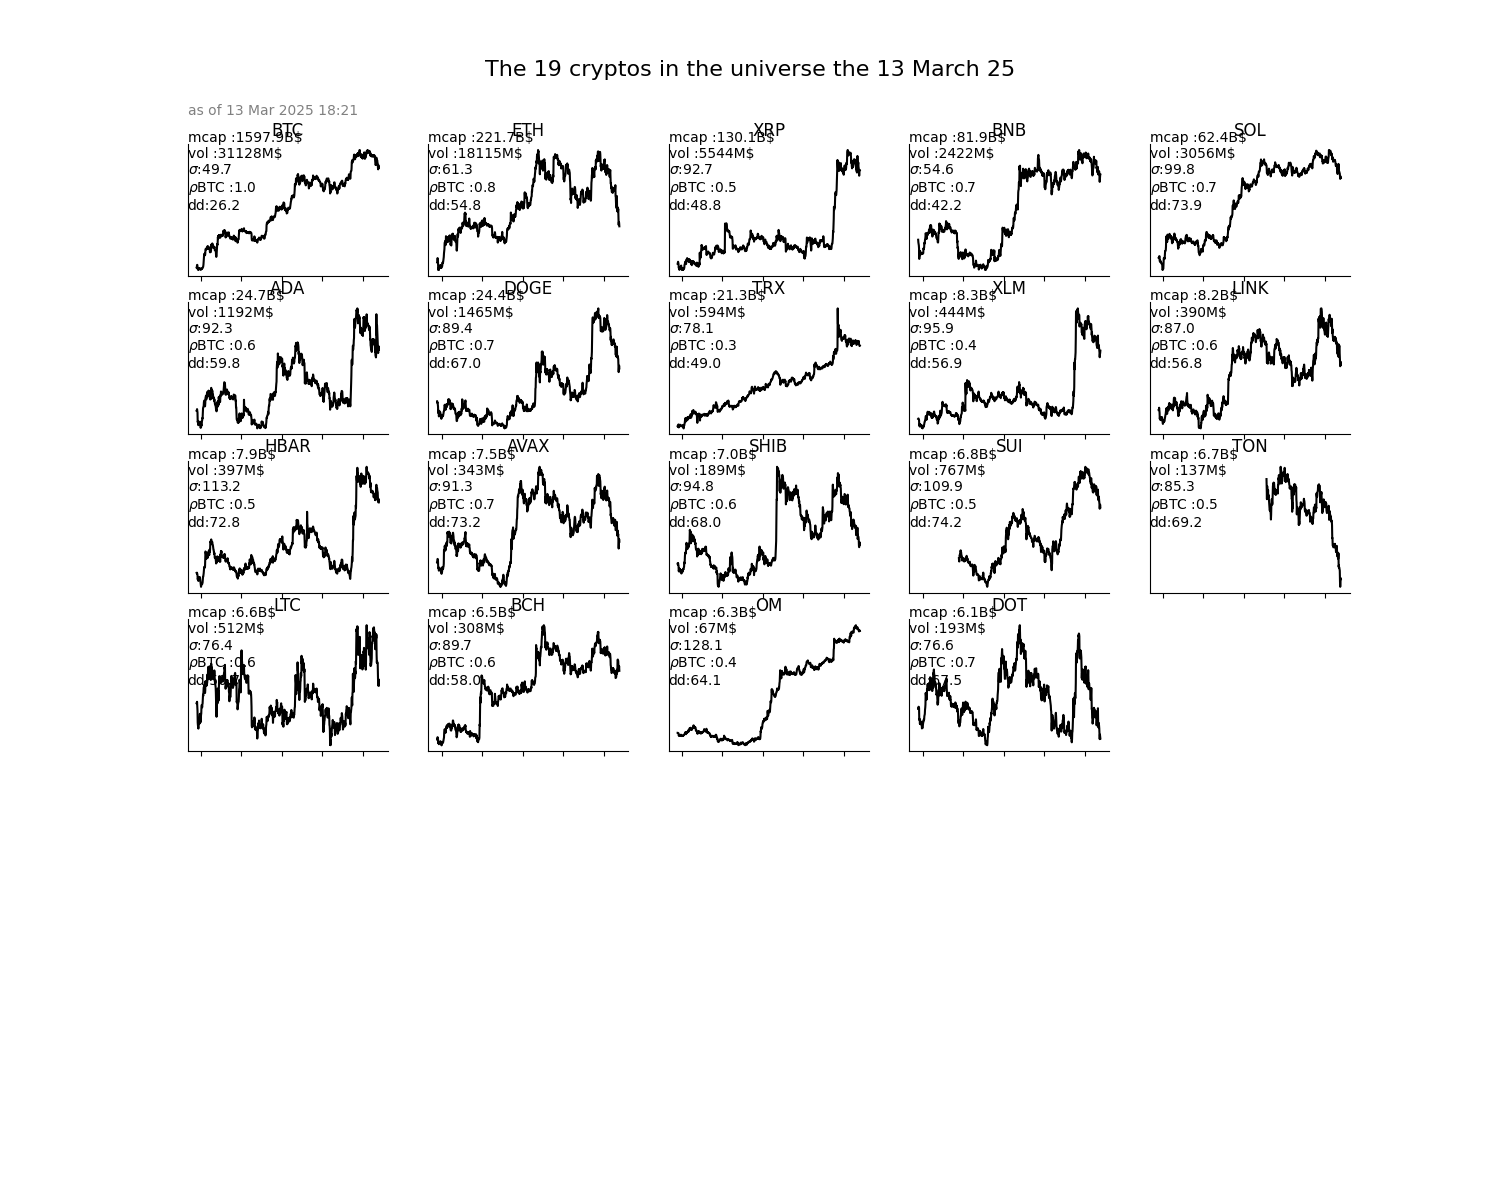 The 19 cryptos in the universe the 13 March 25
as of 13 Mar 2025 18:21
BTC
mcap :1597.9B$
vol :31128M$
σ:49.7
ρBTC :1.0
dd:26.2
ETH
mcap :221.7B$
vol :18115M$
σ:61.3
ρBTC :0.8
dd:54.8
XRP
mcap :130.1B$
vol :5544M$
σ:92.7
ρBTC :0.5
dd:48.8
BNB
mcap :81.9B$
vol :2422M$
σ:54.6
ρBTC :0.7
dd:42.2
SOL
mcap :62.4B$
vol :3056M$
σ:99.8
ρBTC :0.7
dd:73.9
ADA
mcap :24.7B$
vol :1192M$
σ:92.3
ρBTC :0.6
dd:59.8
DOGE
mcap :24.4B$
vol :1465M$
σ:89.4
ρBTC :0.7
dd:67.0
TRX
mcap :21.3B$
vol :594M$
σ:78.1
ρBTC :0.3
dd:49.0
XLM
mcap :8.3B$
vol :444M$
σ:95.9
ρBTC :0.4
dd:56.9
LINK
mcap :8.2B$
vol :390M$
σ:87.0
ρBTC :0.6
dd:56.8
HBAR
mcap :7.9B$
vol :397M$
σ:113.2
ρBTC :0.5
dd:72.8
AVAX
mcap :7.5B$
vol :343M$
σ:91.3
ρBTC :0.7
dd:73.2
SHIB
mcap :7.0B$
vol :189M$
σ:94.8
ρBTC :0.6
dd:68.0
SUI
mcap :6.8B$
vol :767M$
σ:109.9
ρBTC :0.5
dd:74.2
TON
mcap :6.7B$
vol :137M$
σ:85.3
ρBTC :0.5
dd:69.2
LTC
mcap :6.6B$
vol :512M$
σ:76.4
ρBTC :0.6
BCH
mcap :6.5B$
vol :308M$
σ:89.7
ρBTC :0.6
dd:58.0
OM
mcap :6.3B$
vol :67M$
σ:128.1
ρBTC :0.4
dd:64.1
DOT
mcap :6.1B$
vol :193M$
σ:76.6
ρBTC :0.7
dd:67.5